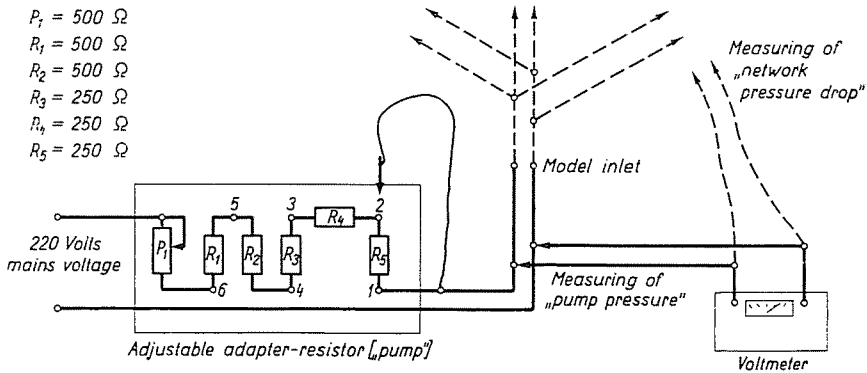 P₁ = 500 Ω
R₁ = 500 Ω
R₂ = 500 Ω
R₃ = 250 Ω
R₄ = 250 Ω
R₅ = 250 Ω
Measuring of
„network
pressure drop"
Model inlet
5
3
2
R₄
220 Volts
mains voltage
P₁
R₁
R₂
R₃
R₅
6
4
1
Measuring of
„pump pressure"
Adjustable adapter-resistor [„pump"]
Voltmeter